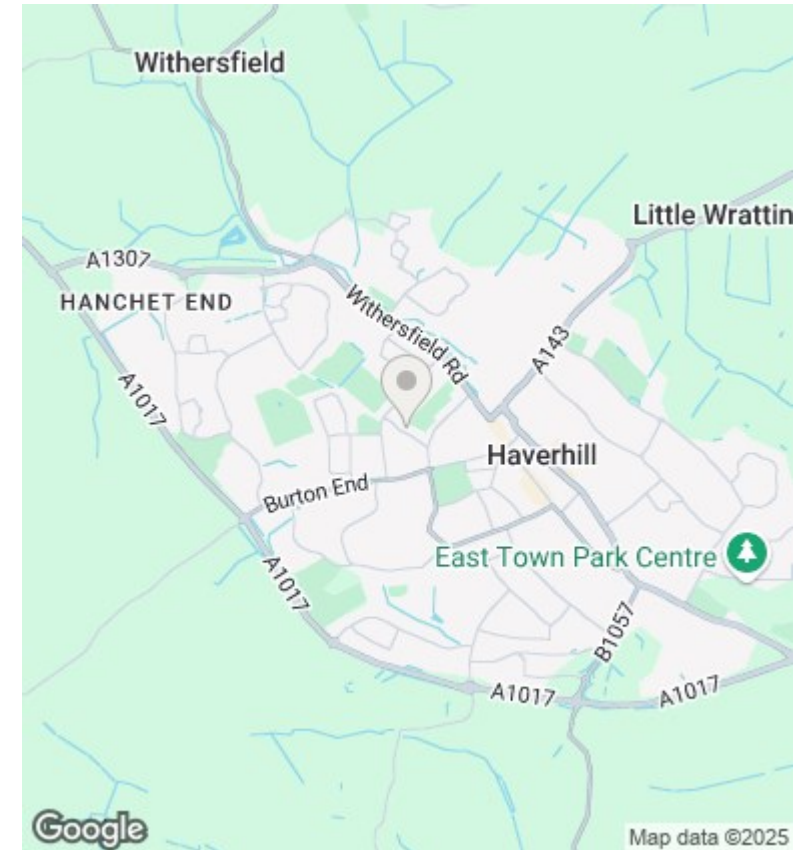 Withersfield
Little Wrattin
A1307
HANCHET END
Withersfield Rd
A143
A1017
Haverhill
Burton End
East Town Park Centre
A1017
B1057
A1017
A1017
Google
Map data ©2025